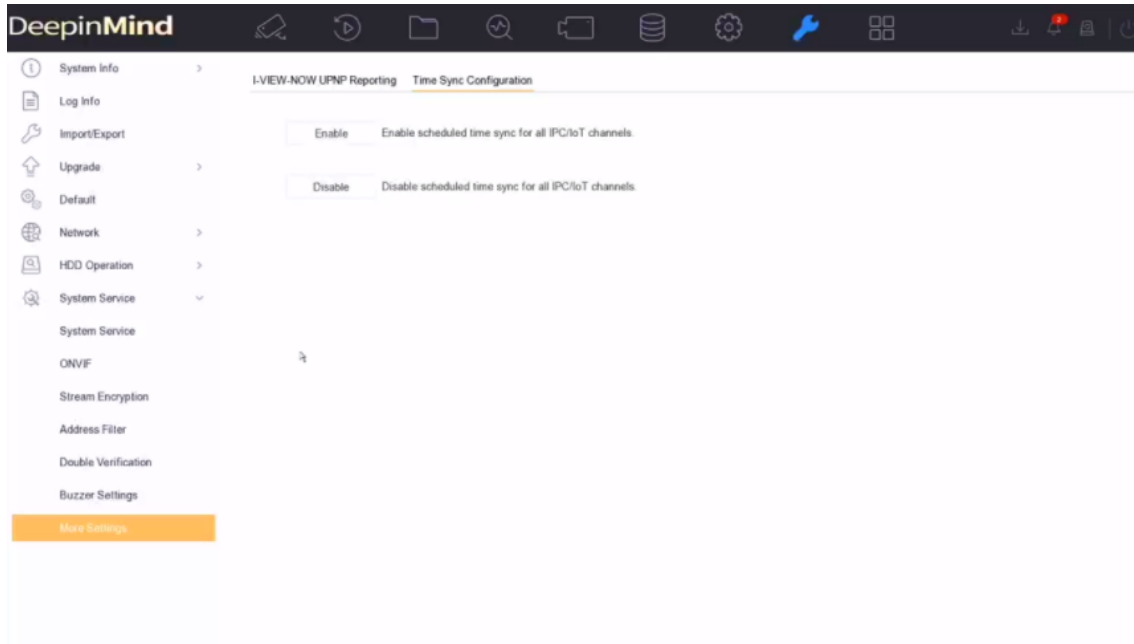 DeepinMind
2
System Info
Log Info
Import/Export
Upgrade
Default
Network
HDD Operation
System Service
System Service
ONVIF
Stream Encryption
Address Filter
Double Verification
Buzzer Settings
More Settings
I-VIEW-NOW UPNP Reporting Time Sync Configuration
Enable Enable scheduled time sync for all IPC/IoT channels.
Disable Disable scheduled time sync for all IPC/IoT channels.